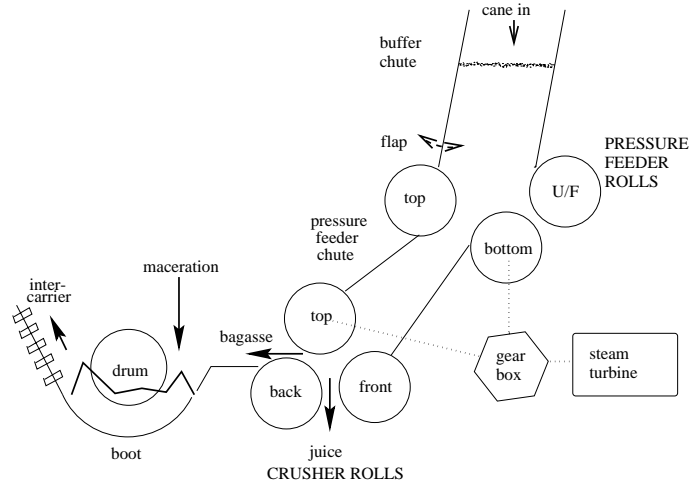 cane in
buffer
chute
flap
PRESSURE
FEEDER
ROLLS
top
U/F
pressure
feeder
chute
bottom
maceration
inter-
carrier
top
bagasse
drum
gear
box
steam
turbine
back
front
boot
juice
CRUSHER ROLLS